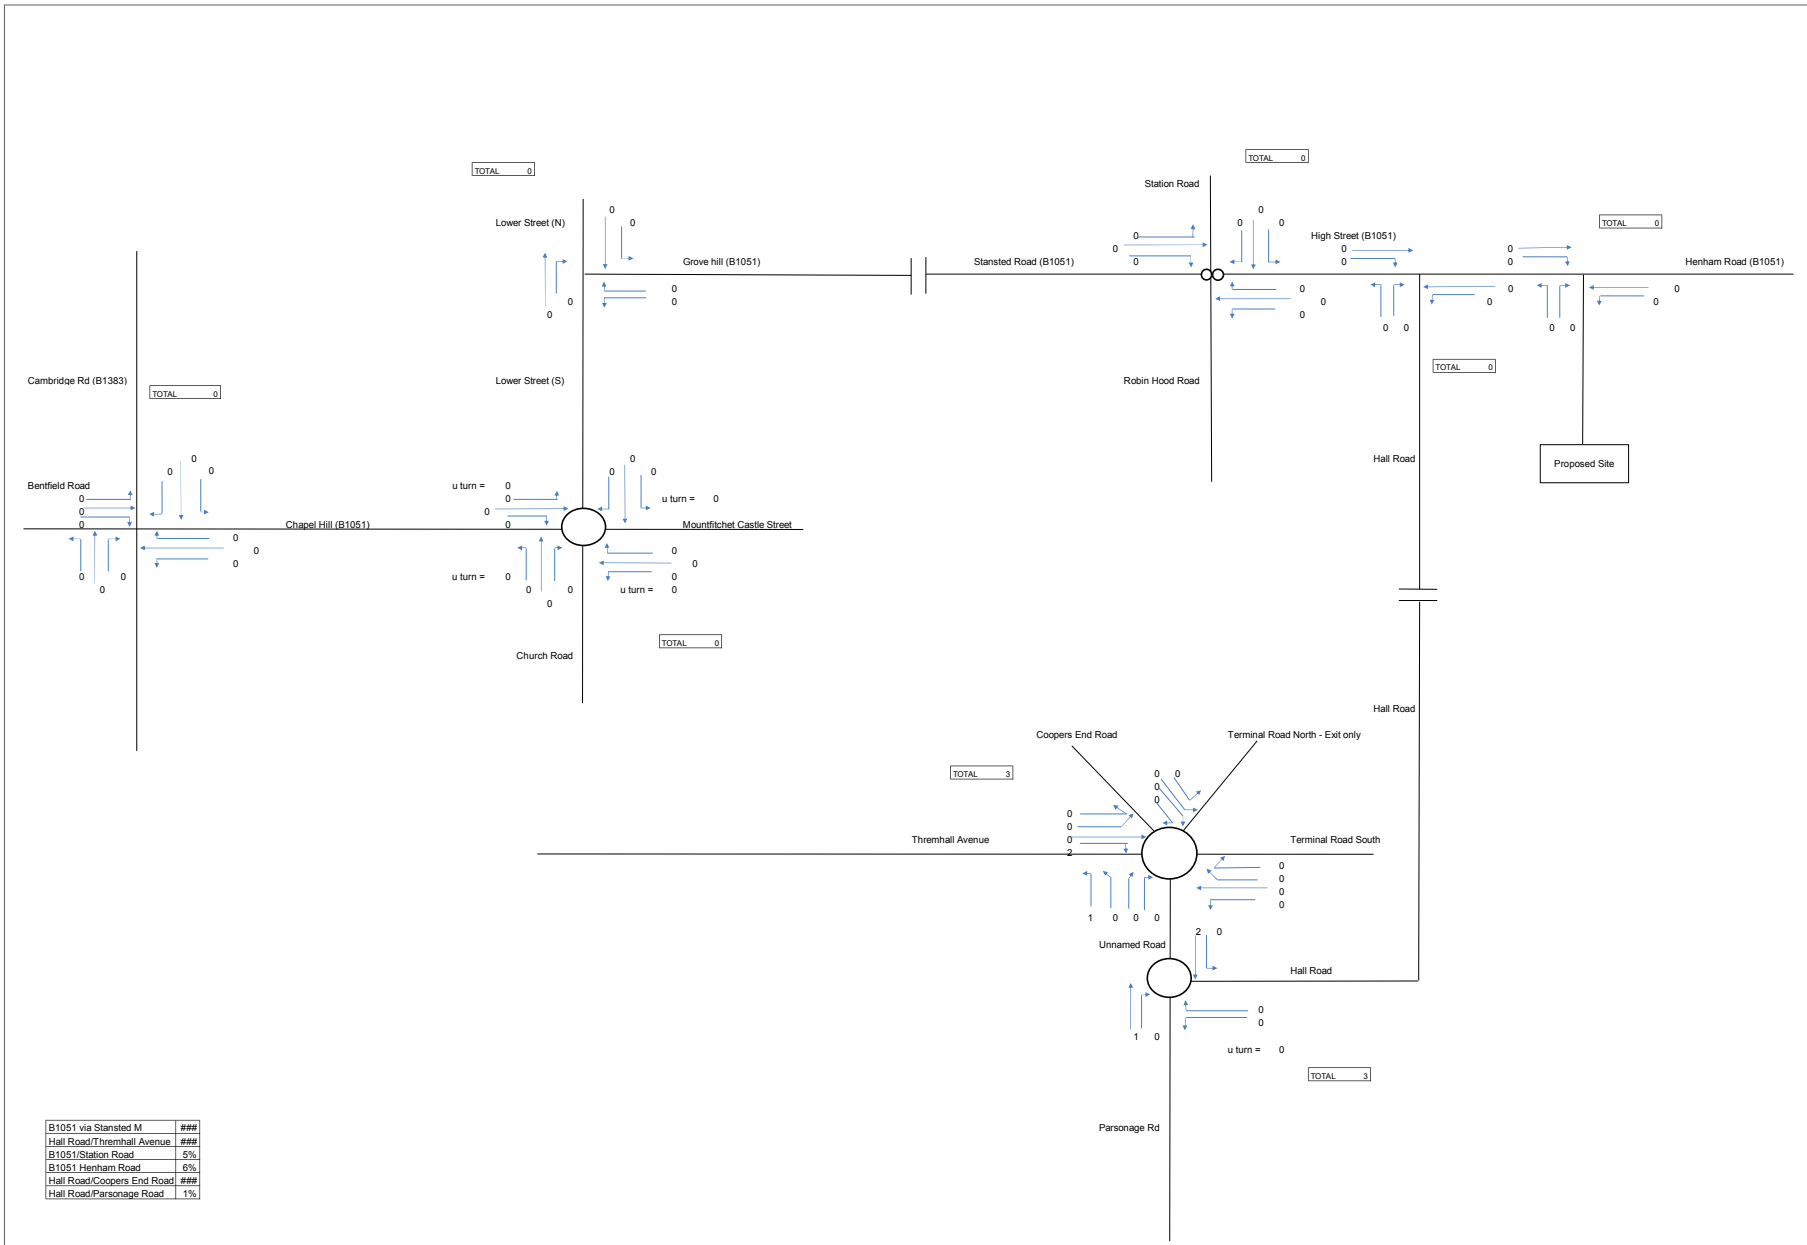 TOTAL 0
TOTAL 0
Station Road
0
0 0
Lower Street (N)
0
0
0
0 0
High Street (B1051)
TOTAL 0
0
0
0
0
0
0
Grove hill (B1051)
Stansted Road (B1051)
Henham Road (B1051)
0
0
0
0
0
0
0
0
0
0
0
0 0
0 0
Cambridge Rd (B1383)
TOTAL 0
Lower Street (S)
Robin Hood Road
TOTAL 0
Hall Road
Proposed Site
Bentfield Road
0
0 0
0
0
0
u turn = 0
0
0
0
0
0 0
u turn = 0
Chapel Hill (B1051)
Mountfitchet Castle Street
0
0
0
0 0
0
u turn = 0
0 0
0
0
0
0
u turn = 0
Church Road
TOTAL 0
Hall Road
Coopers End Road
Terminal Road North - Exit only
TOTAL 3
0 0
0
0
0
0
0
2
Thremhall Avenue
Terminal Road South
0
0
0
0
1 0 0 0
Unnamed Road
2 0
Hall Road
0
0
1 0
u turn = 0
TOTAL 3
Parsonage Rd
B1051 via Stansted M ###
Hall Road/Thremhall Avenue ###
B1051/Station Road 5%
B1051 Henham Road 6%
Hall Road/Coopers End Road ###
Hall Road/Parsonage Road 1%